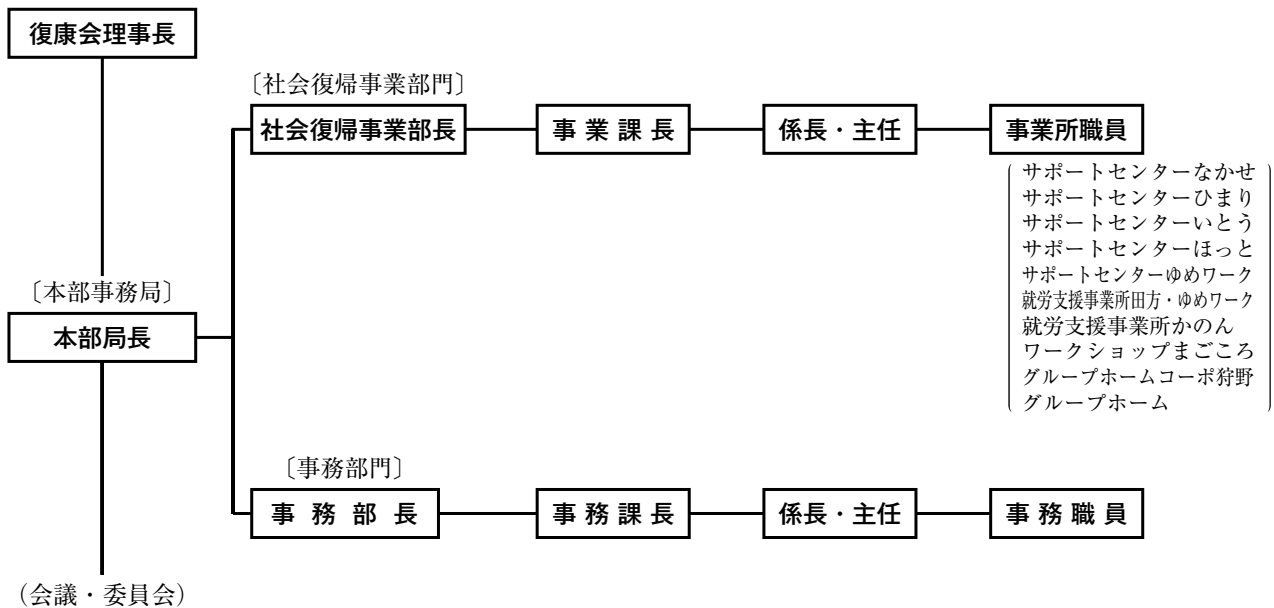 復康会理事長
〔社会復帰事業部門〕
社会復帰事業部長
事業課長
係長・主任
事業所職員
サポートセンターなかせ
サポートセンターひまり
サポートセンターいとう
サポートセンターほっと
サポートセンターゆめワーク
就労支援事業所田方・ゆめワーク
就労支援事業所かのん
ワークショップまごころ
グループホームコーポ狩野
グループホーム
〔本部事務局〕
本部局長
〔事務部門〕
事務部長
事務課長
係長・主任
事務職員
(会議・委員会)